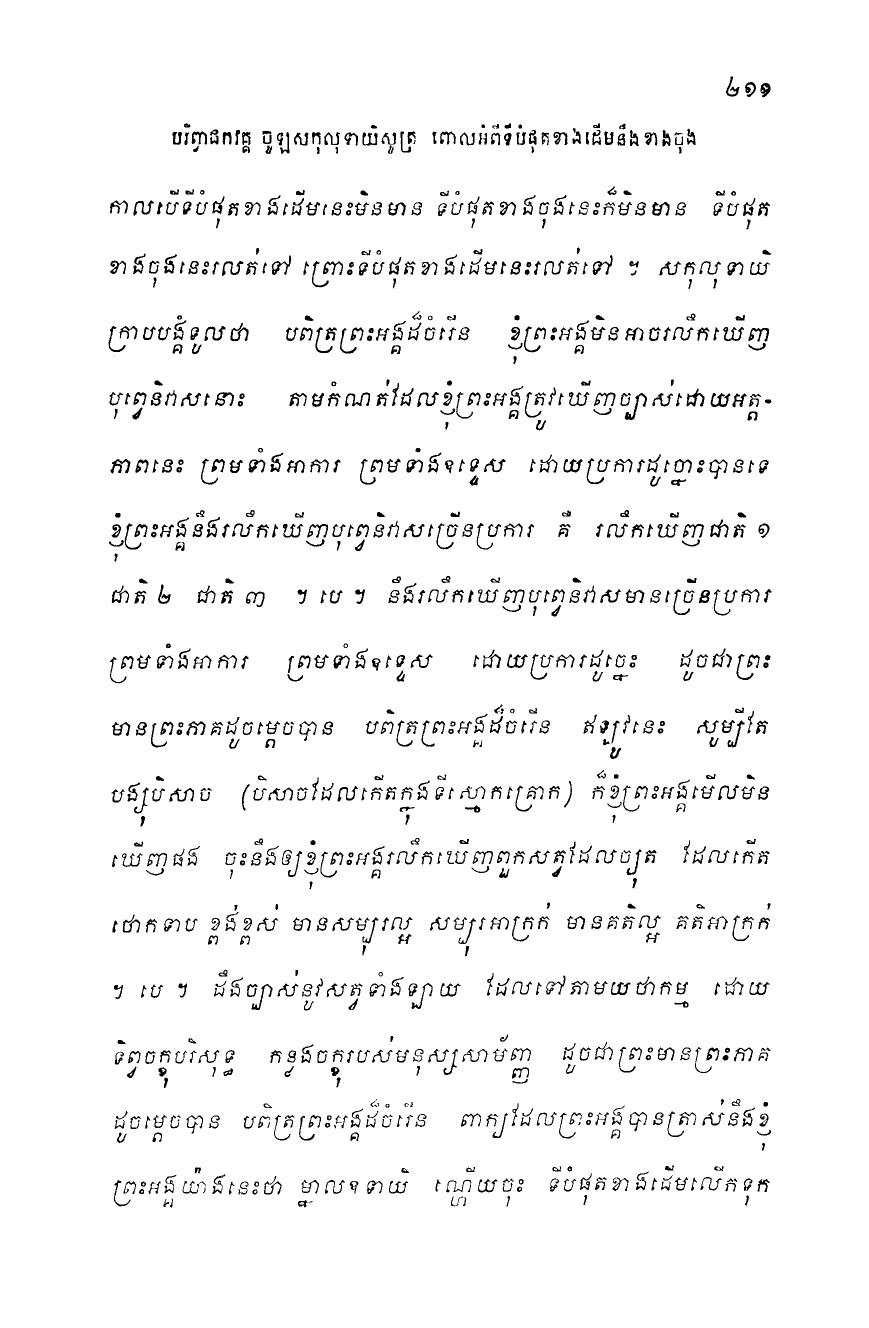 ២១១
បរិព្វាជកវគ្គ ចូឡសកុលុទាយិសូត្រ ពោលអំពីទីបំផុតខាងដើមនឹងខាងចុង
កាលបើទីបំផុតខាងដើមនេះមិនមាន ទីបំផុតខាងចុងនេះក៏មិនមាន ទីបំផុត
ខាងចុងនេះរលត់ទៅ ព្រោះទីបំផុតខាងដើមនេះរលត់ទៅ ។ សកុលុទាយិ
ក្រាបបង្គំទូលថា បពិត្រព្រះអង្គដ៏ចំរើន ខ្ញុំព្រះអង្គមិនអាចរលឹកឃើញ
បុព្វេនិវាសនោះ តាមកំណត់ដែលខ្ញុំព្រះអង្គត្រូវឃើញច្បាស់ដោយអត្ត-
ភាពនេះ ព្រមទាំងអាការ ព្រមទាំងឧទ្ទេស ដោយប្រការដូច្នោះបានទេ
ខ្ញុំព្រះអង្គនឹងរលឹកឃើញបុព្វេនិវាសច្រើនប្រការ គឺ រលឹកឃើញជាតិ ១
ជាតិ ២ ជាតិ ៣ ។ បេ ។ នឹងរលឹកឃើញបុព្វេនិវាសមានច្រើនប្រការ
ព្រមទាំងអាការ ព្រមទាំងឧទ្ទេស ដោយប្រការដូច្នេះ ដូចជាព្រះ
មានព្រះភាគដូចម្តេចបាន បពិត្រព្រះអង្គដ៏ចំរើន ឥឡូវនេះ សូម្បីតែ
បង្សុបិសាច (បិសាចដែលកើតក្នុងទីស្មោកគ្រោក) ក៏ខ្ញុំព្រះអង្គមើលមិន
ឃើញផង ចុះនឹងឲ្យខ្ញុំព្រះអង្គរលឹកឃើញពួកសត្វដែលច្យុត ដែលកើត
ថោកទាប ខ្ពង់ខ្ពស់ មានសម្បុរល្អ សម្បុរអាក្រក់ មានគតិល្អ គតិអាក្រក់
។ បេ ។ ដឹងច្បាស់នូវសត្វទាំងឡាយ ដែលទៅតាមយថាកម្ម ដោយ
ទិព្វចក្ខុបរិសុទ្ធ កន្លងចក្ខុរបស់មនុស្សសាម័ញ្ញ ដូចជាព្រះមានព្រះភាគ
ដូចម្តេចបាន បពិត្រព្រះអង្គដ៏ចំរើន ពាក្យដែលព្រះអង្គបានត្រាស់នឹងខ្ញុំ
ព្រះអង្គយ៉ាងនេះថា ម្នាលឧទាយិ ណ្ហើយចុះ ទីបំផុតខាងដើមលើកទុក